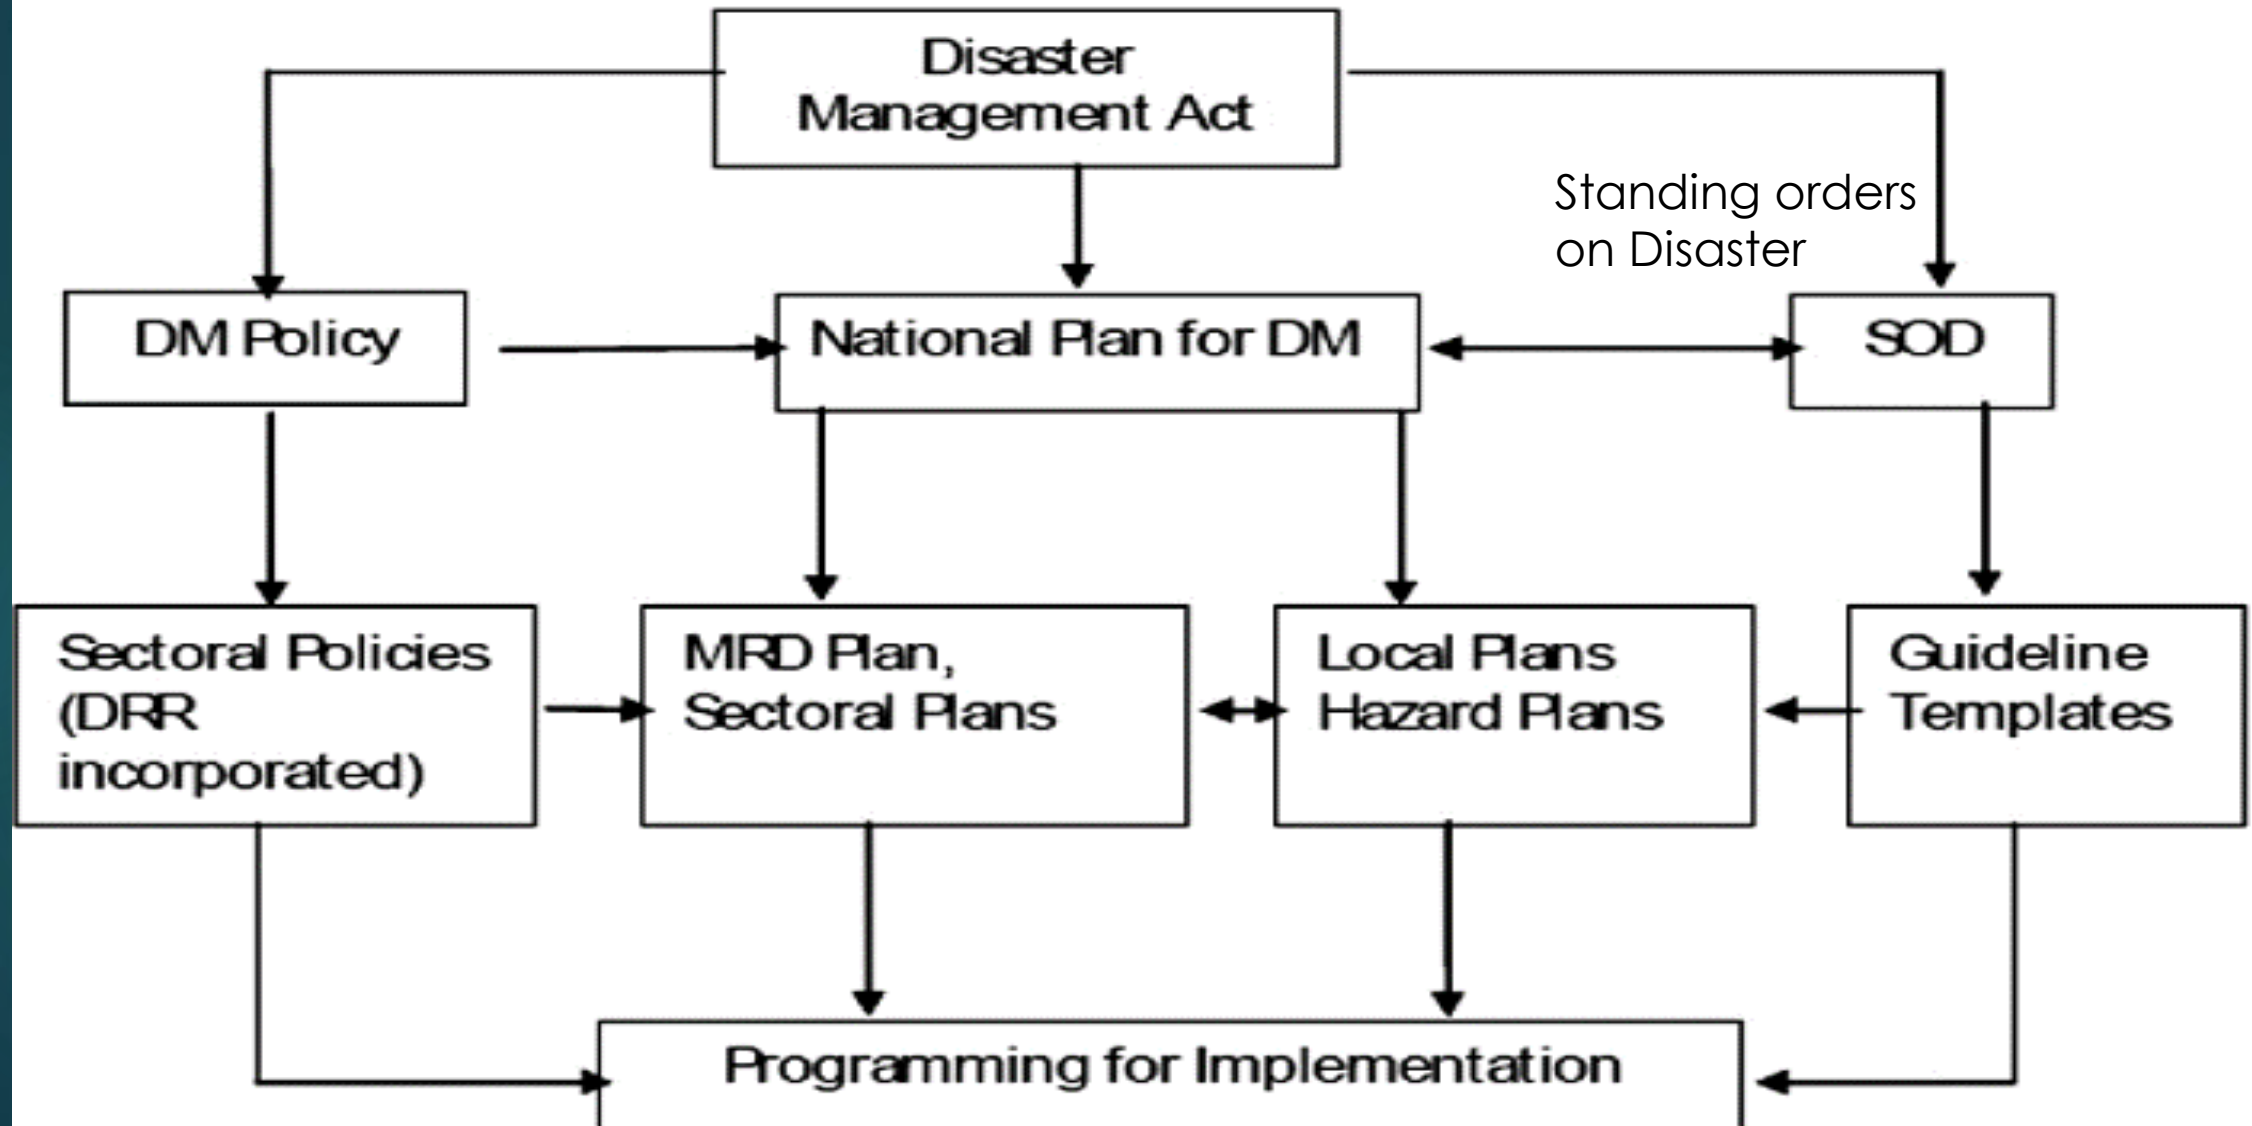 Disaster
Management Act
Standing orders
on Disaster
DM Policy
National Plan for DM
SOD
Sectoral Policies
(DRR
incorporated)
MRD Plan,
Sectoral Plans
Local Plans
Hazard Plans
Guideline
Templates
Programming for Implementation